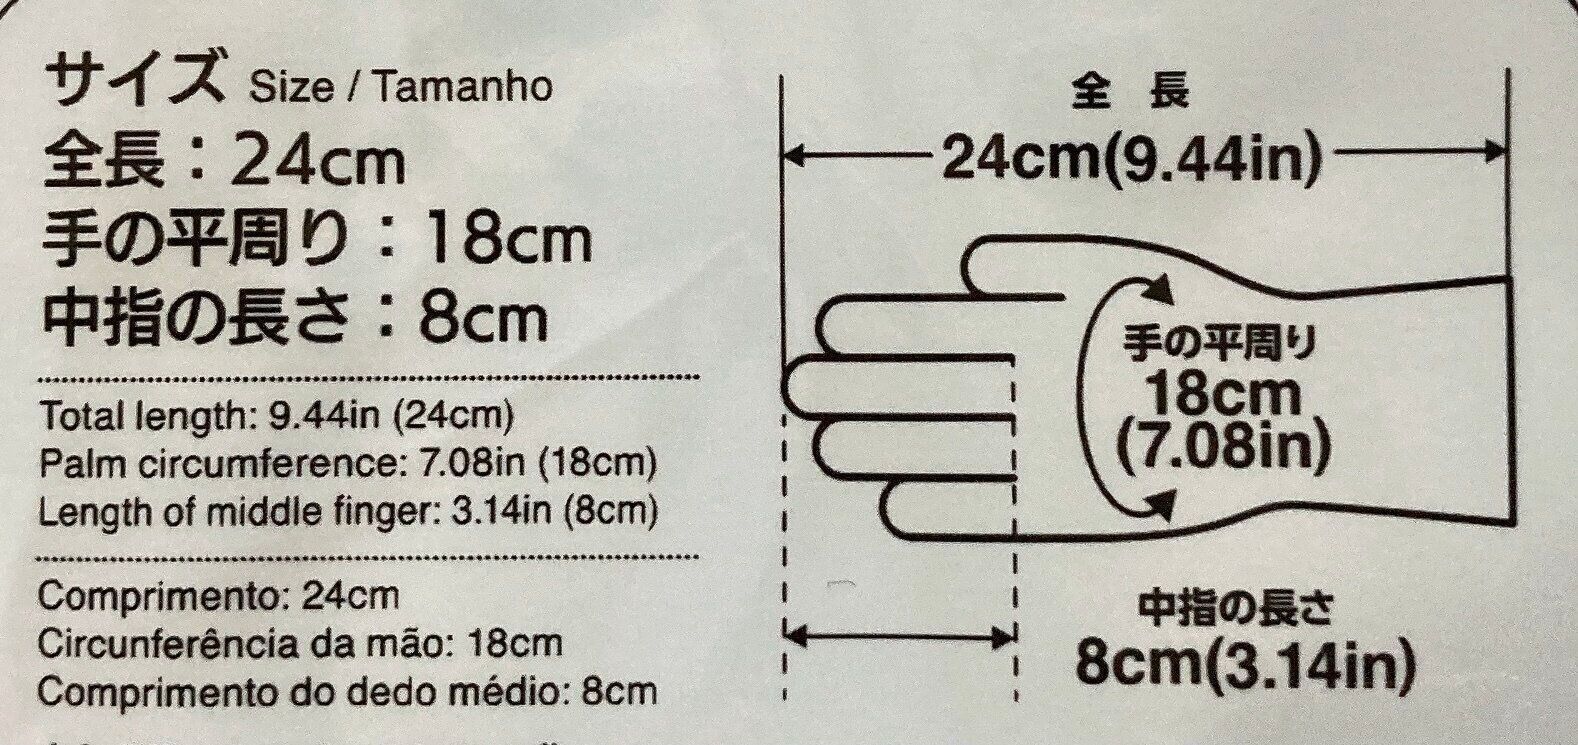 サイズ Size / Tamanho
全長：24cm
手の平周り：18cm
中指の長さ：8cm
Total length: 9.44in (24cm)
Palm circumference: 7.08in (18cm)
Length of middle finger: 3.14in (8cm)
Comprimento: 24cm
Circunferência da mão: 18cm
Comprimento do dedo médio: 8cm
全 長
24cm(9.44in)
手の平周り
18cm
(7.08in)
中指の長さ
8cm(3.14in)